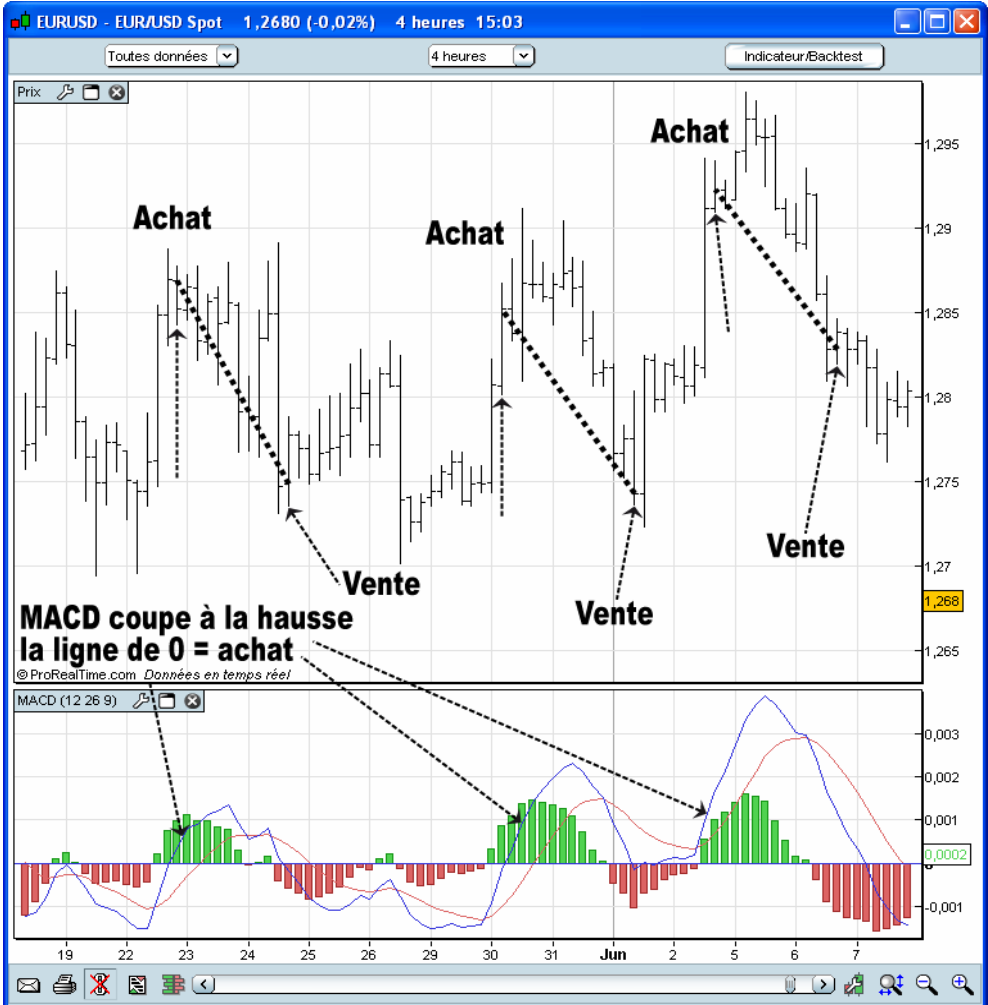 EURUSD - EUR/USD Spot 1,2680 (-0,02%) 4 heures 15:03
Toutes données 4 heures Indicateur/Backtest
Prix
1,295
Achat
Achat
1,29
Achat
1,285
1,28
1,275
Vente
1,27
Vente
Vente
1,268
MACD coupe à la hausse
la ligne de 0 = achat
1,265
© ProRealTime.com Données en temps réel
MACD (12 26 9)
0,003
0,002
0,001
0,0002
-0,001
19 22 23 24 25 26 29 30 31 Jun 2 5 6 7